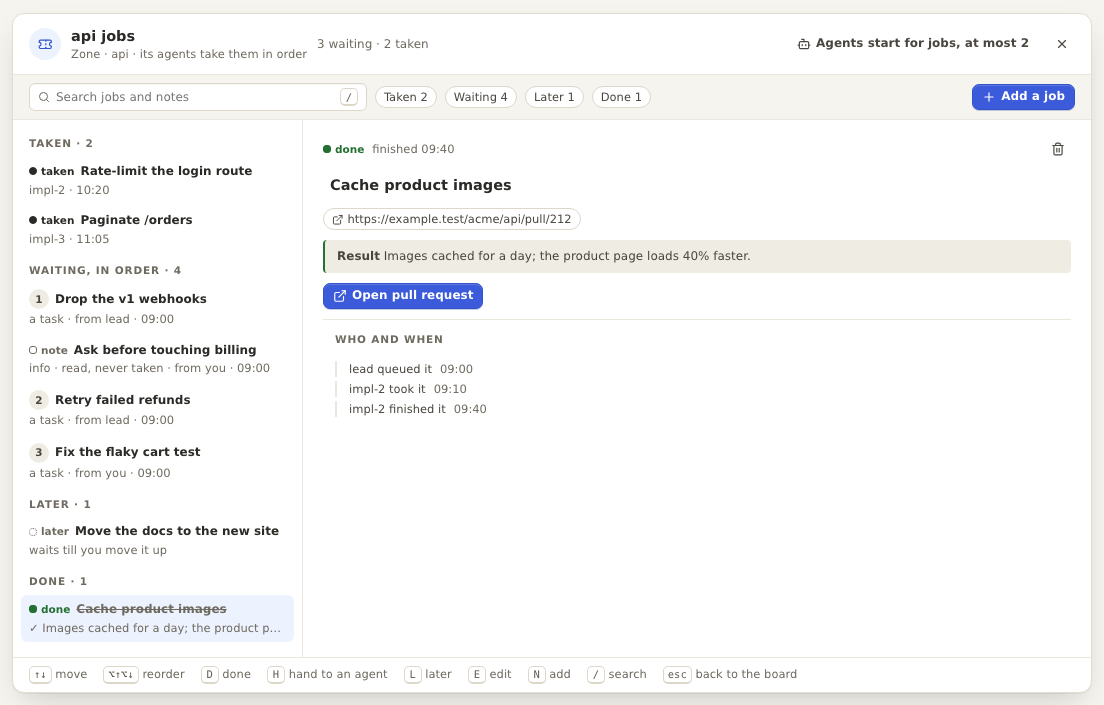 api jobs
Zone · api · its agents take them in order
3 waiting · 2 taken
Agents start for jobs, at most 2
Search jobs and notes /
Taken 2
Waiting 4
Later 1
Done 1
Add a job
TAKEN · 2
taken Rate-limit the login route
impl-2 · 10:20
taken Paginate /orders
impl-3 · 11:05
WAITING, IN ORDER · 4
1 Drop the v1 webhooks
a task · from lead · 09:00
note Ask before touching billing
info · read, never taken · from you · 09:00
2 Retry failed refunds
a task · from lead · 09:00
3 Fix the flaky cart test
a task · from you · 09:00
LATER · 1
later Move the docs to the new site
waits till you move it up
DONE · 1
done Cache product images
✓ Images cached for a day; the product p…
done finished 09:40
Cache product images
https://example.test/acme/api/pull/212
Result Images cached for a day; the product page loads 40% faster.
Open pull request
WHO AND WHEN
lead queued it 09:00
impl-2 took it 09:10
impl-2 finished it 09:40
↑↓ move ⌥↑⌥↓ reorder D done H hand to an agent L later E edit N add / search esc back to the board